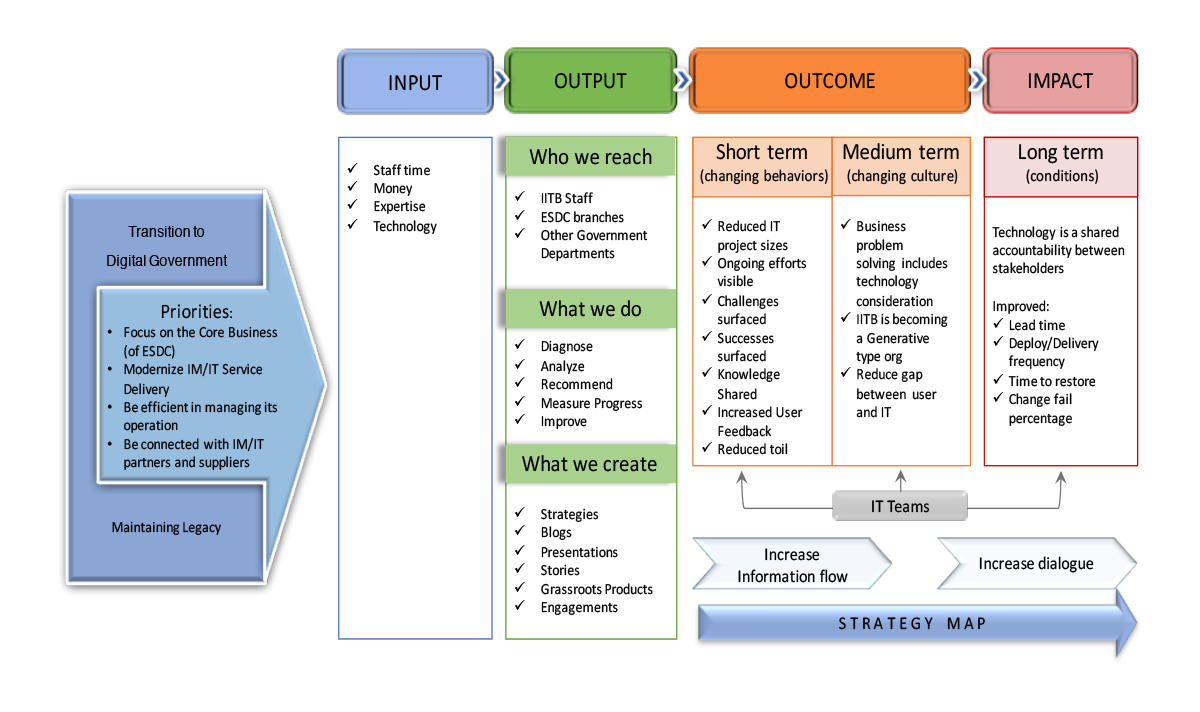 INPUT
OUTPUT
OUTCOME
IMPACT
Transition to
Digital Government
Priorities:
• Focus on the Core Business
(of ESDC)
• Modernize IM/IT Service
Delivery
• Be efficient in managing its
operation
• Be connected with IM/IT
partners and suppliers
Maintaining Legacy
✓ Staff time
✓ Money
✓ Expertise
✓ Technology
Who we reach
✓ IITB Staff
✓ ESDC branches
✓ Other Government
Departments
What we do
✓ Diagnose
✓ Analyze
✓ Recommend
✓ Measure Progress
✓ Improve
What we create
✓ Strategies
✓ Blogs
✓ Presentations
✓ Stories
✓ Grassroots Products
✓ Engagements
Short term
(changing behaviors)
✓ Reduced IT
project sizes
✓ Ongoing efforts
visible
✓ Challenges
surfaced
✓ Successes
surfaced
✓ Knowledge
Shared
✓ Increased User
Feedback
✓ Reduced toil
Medium term
(changing culture)
✓ Business
problem
solving includes
technology
consideration
✓ IITB is becoming
a Generative
type org
✓ Reduce gap
between user
and IT
Long term
(conditions)
Technology is a shared
accountability between
stakeholders
Improved:
✓ Lead time
✓ Deploy/Delivery
frequency
✓ Time to restore
✓ Change fail
percentage
IT Teams
Increase
Information flow
Increase dialogue
STRATEGY MAP